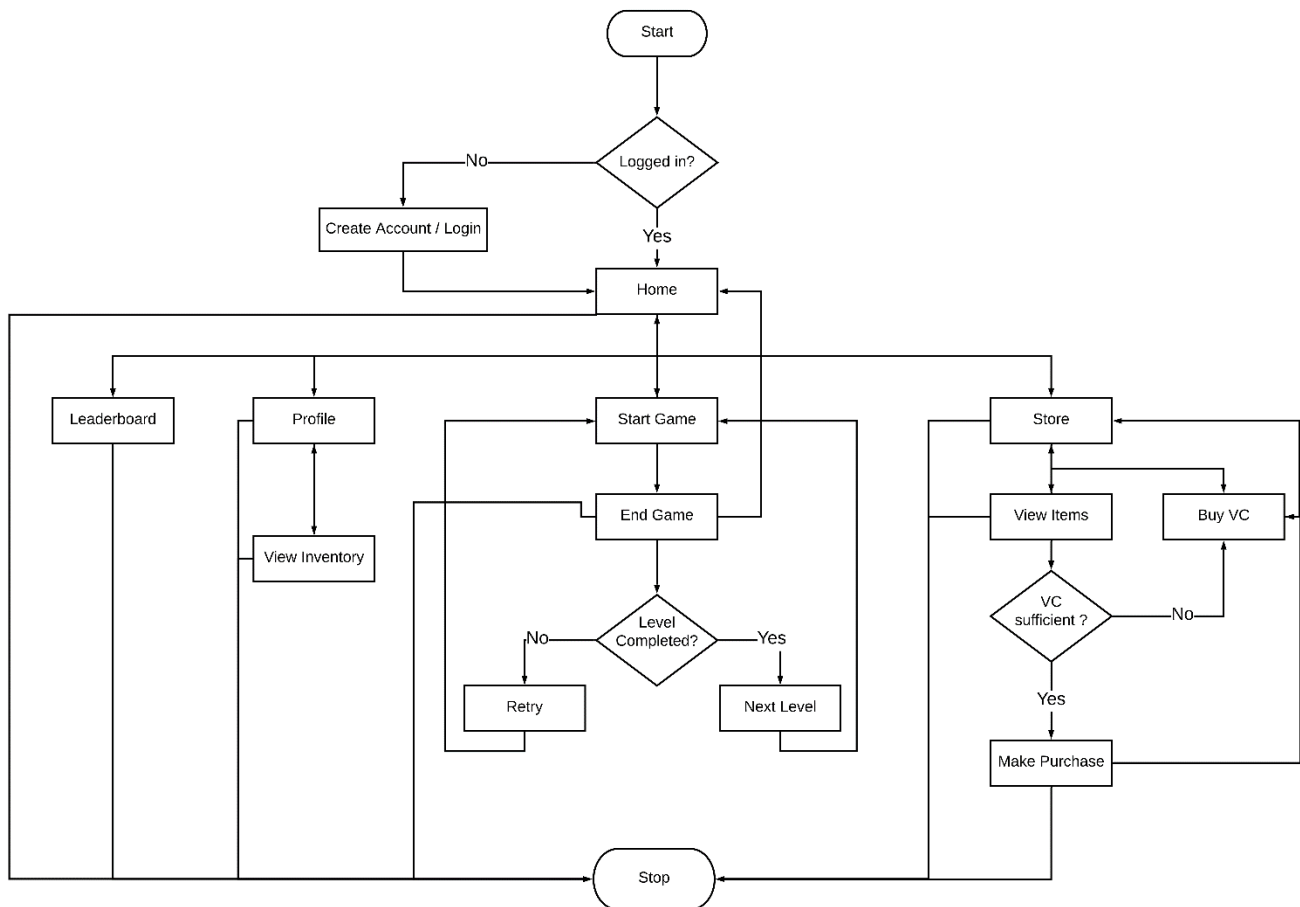 Start
Logged in?
No
Create Account / Login
Yes
Home
Leaderboard
Profile
Start Game
Store
End Game
View Items
Buy VC
View Inventory
Level
Completed?
VC
sufficient ?
No
Yes
No
Retry
Next Level
Yes
Make Purchase
Stop